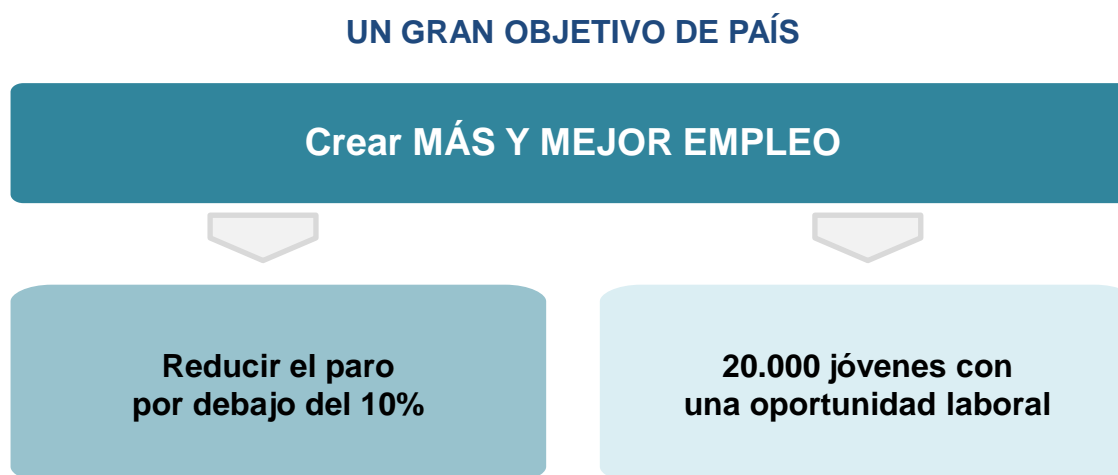 UN GRAN OBJETIVO DE PAÍS
Crear MÁS Y MEJOR EMPLEO
Reducir el paro
por debajo del 10%
20.000 jóvenes con
una oportunidad laboral